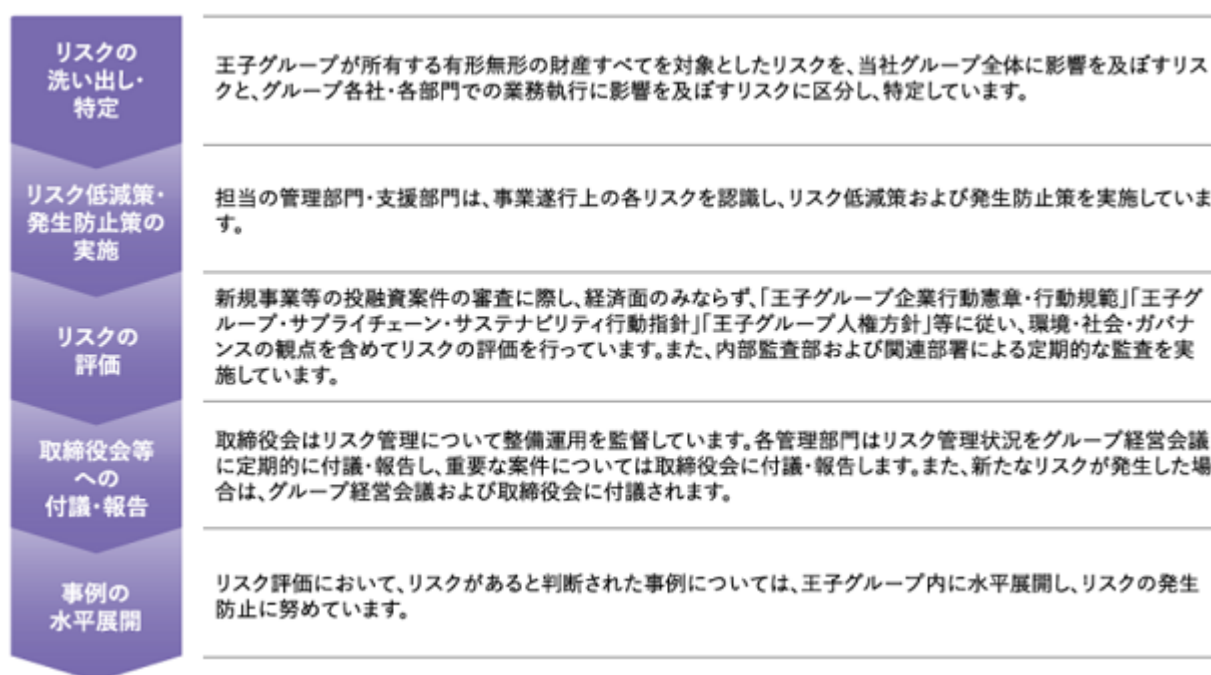 リスクの
洗い出し・
特定
王子グループが所有する有形無形の財産すべてを対象としたリスクを、当社グループ全体に影響を及ぼすリス
クと、グループ各社・各部門での業務執行に影響を及ぼすリスクに区分し、特定しています。
リスク低減策・
発生防止策の
実施
担当の管理部門・支援部門は、事業遂行上の各リスクを認識し、リスク低減策および発生防止策を実施していま
す。
リスクの
評価
新規事業等の投融資案件の審査に際し、経済面のみならず、「王子グループ企業行動憲章・行動規範」「王子グ
ループ・サプライチェーン・サステナビリティ行動指針」「王子グループ人権方針」等に従い、環境・社会・ガバナ
ンスの観点を含めてリスクの評価を行っています。また、内部監査部および関連部署による定期的な監査を実
施しています。
取締役会等
への
付議・報告
取締役会はリスク管理について整備運用を監督しています。各管理部門はリスク管理状況をグループ経営会議
に定期的に付議・報告し、重要な案件については取締役会に付議・報告します。また、新たなリスクが発生した場
合は、グループ経営会議および取締役会に付議されます。
事例の
水平展開
リスク評価において、リスクがあると判断された事例については、王子グループ内に水平展開し、リスクの発生
防止に努めています。